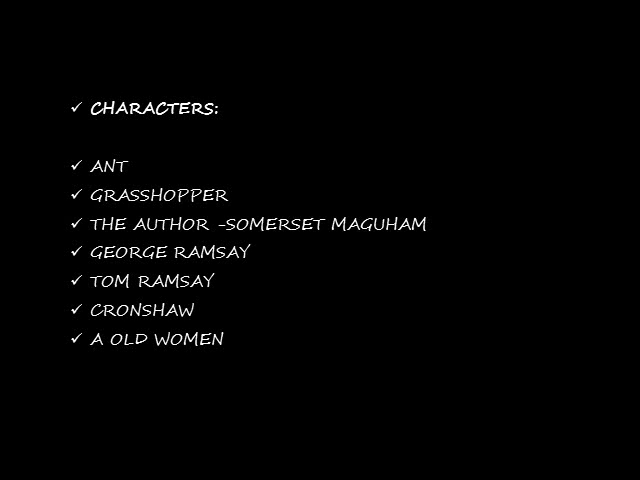 ✓ CHARACTERS:
✓ ANT
✓ GRASSHOPPER
✓ THE AUTHOR -SOMERSET MAGUHAM
✓ GEORGE RAMSAY
✓ TOM RAMSAY
✓ CRONSHAW
✓ A OLD WOMEN